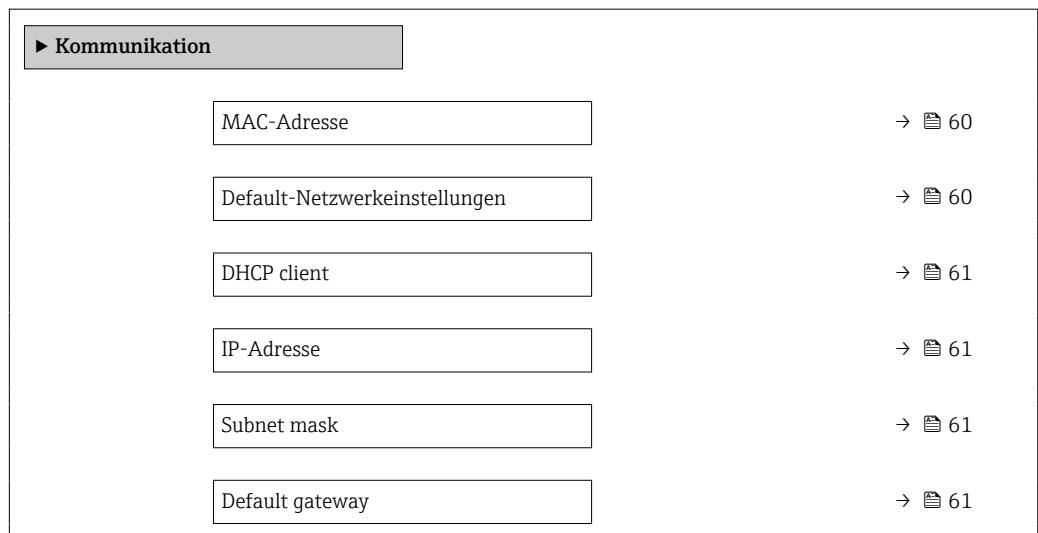 ▶ Kommunikation
MAC-Adresse → 60
Default-Netzwerkeinstellungen → 60
DHCP client → 61
IP-Adresse → 61
Subnet mask → 61
Default gateway → 61